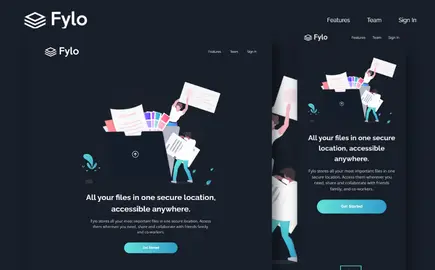 Fylo
Features Team Sign In
Fylo
Features Team Sign In
All your files in one secure location,
accessible anywhere.
Fylo stores all your most important files in one secure location. Access
them wherever you need, share and collaborate with friends family
and co-workers.
Get Started
Fylo
Features Team Sign In
All your files in one secure
location, accessible
anywhere.
Fylo stores all your most important files in one
secure location. Access them wherever you
need, share and collaborate with friends
family, and co-workers.
Get Started